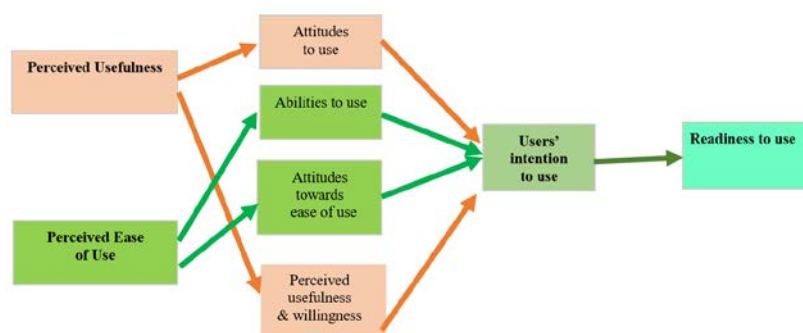 Perceived Usefulness
Attitudes
to use
Abilities to use
Attitudes
towards
ease of use
Perceived Ease
of Use
Perceived
usefulness
& willingness
Users'
intention
to use
Readiness to use